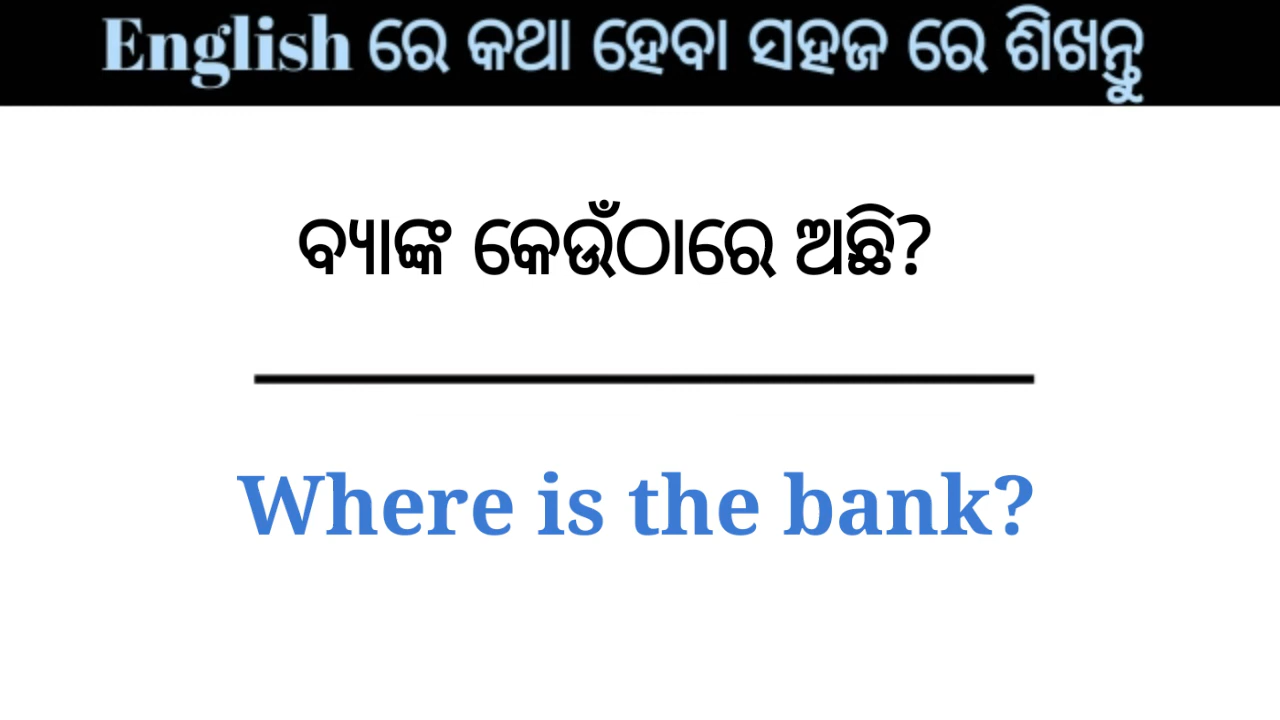 English ରେ କଥା ହେବା ସହଜ ରେ ଶିଖନ୍ତୁ
ବ୍ୟାଙ୍କ କେଉଁଠାରେ ଅଛି?
Where is the bank?